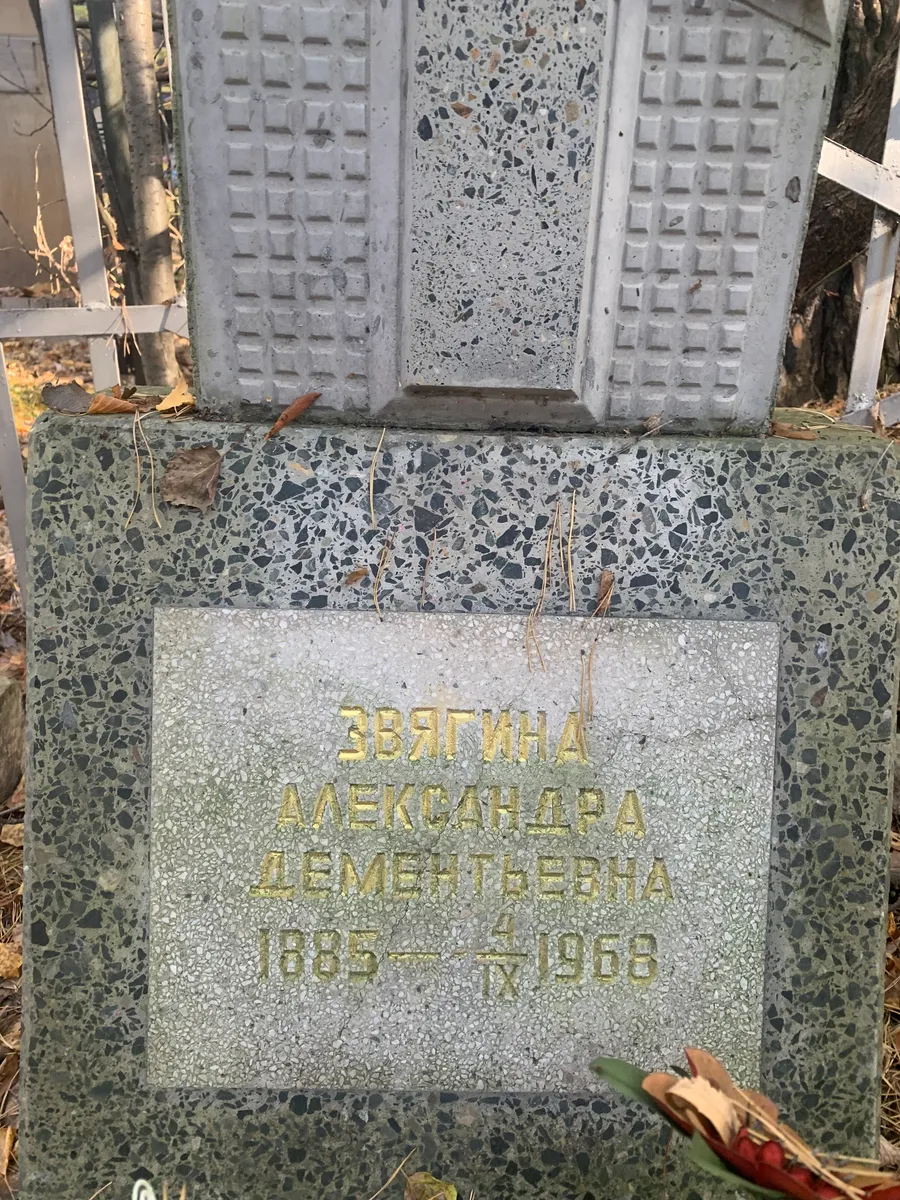 ЗВЯГИНА
АЛЕКСАНДРА
ДЕМЕНТЬЕВНА
1885 — 4/IX 1968